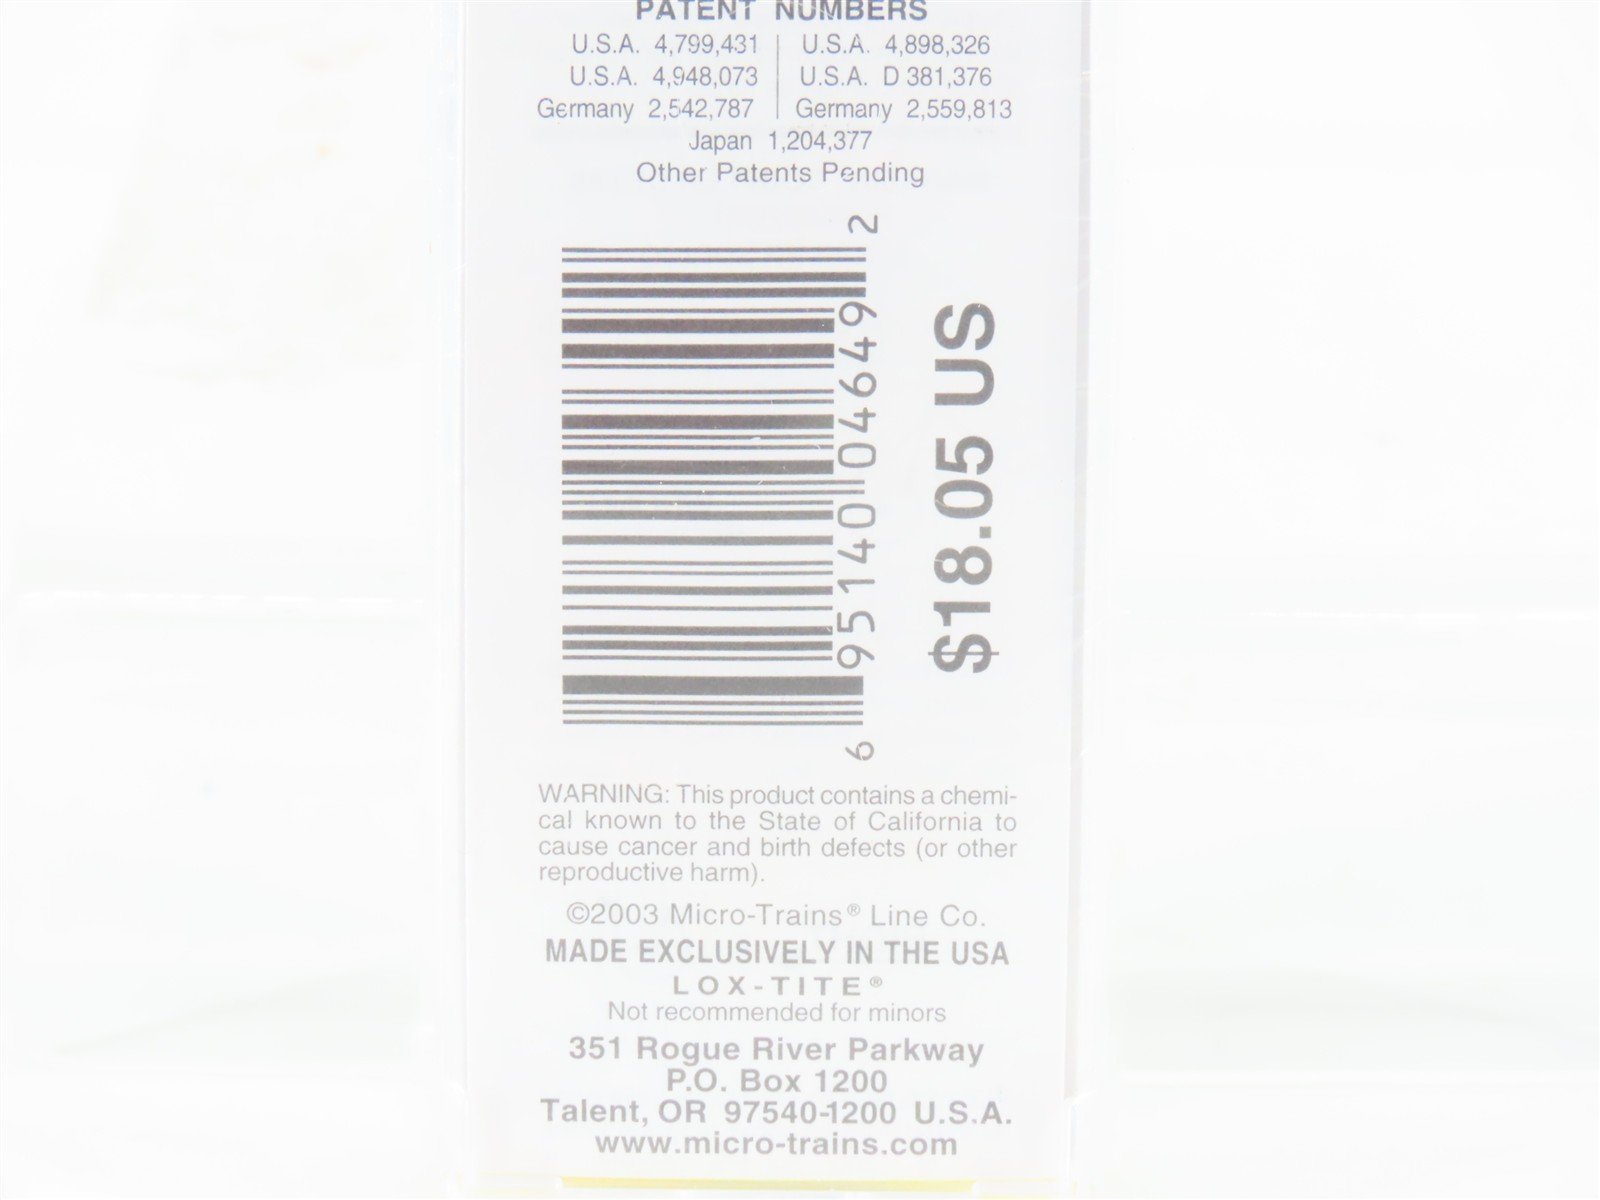 PATENT NUMBERS
U.S.A. 4,799,431 | U.S.A. 4,898,326
U.S.A. 4,948,073 | U.S.A. D 381,376
Germany 2,542,787 | Germany 2,559,813
Japan 1,204,377
Other Patents Pending
6 95140 04649 2
$18.05 US
WARNING: This product contains a chemi-
cal known to the State of California to
cause cancer and birth defects (or other
reproductive harm).
©2003 Micro-Trains® Line Co.
MADE EXCLUSIVELY IN THE USA
LOX-TITE®
Not recommended for minors
351 Rogue River Parkway
P.O. Box 1200
Talent, OR 97540-1200 U.S.A.
www.micro-trains.com